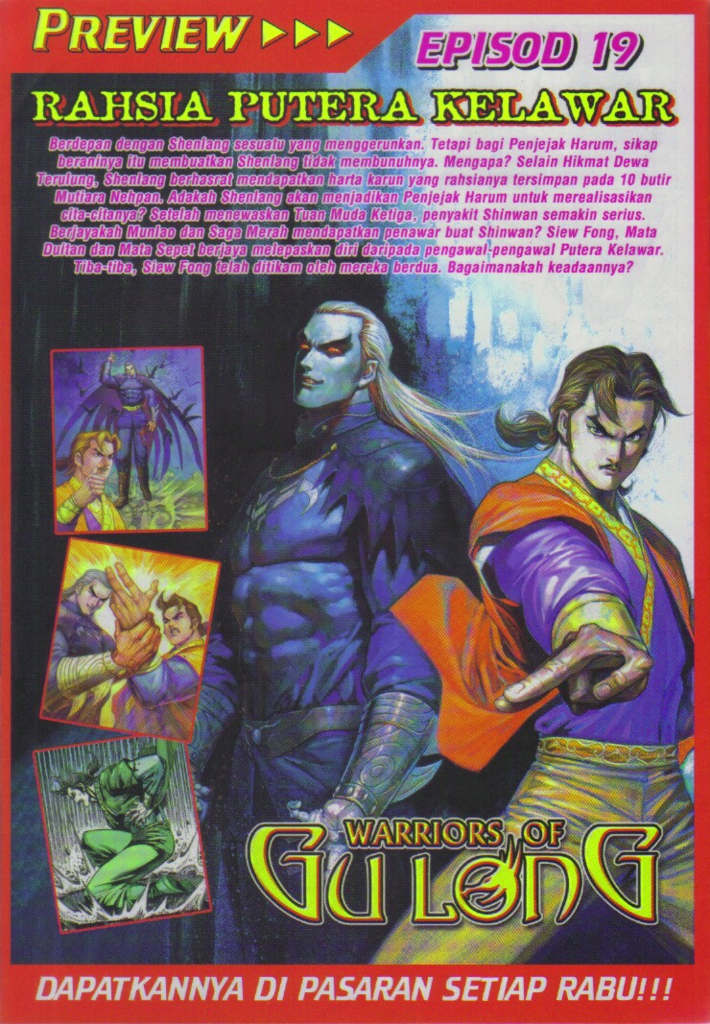 PREVIEW
EPISOD 19
RAHSIA PUTERA KELAWAR
Berdepan dengan Shenlang sesuatu yang menggerunkan. Tetapi bagi Penjejak Harum, sikap
beraninya itu membuatkan Shenlang tidak membunuhnya. Mengapa? Selain Hikmat Dewa
Terulung, Shenlang berhasrat mendapatkan harta karun yang rahsianya tersimpan pada 10 butir
Mutiara Nehpan. Adakah Shenlang akan menjadikan Penjejak Harum untuk merealisasikan
cita-citanya? Setelah menewaskan Tuan Muda Ketiga, penyakit Shinwan semakin serius.
Berjayakah Munlao dan Saga Merah mendapatkan penawar buat Shinwan? Siew Fong, Mata
Duitan dan Mata Sepet berjaya melepaskan diri daripada pengawal-pengawal Putera Kelawar.
Tiba-tiba, Siew Fong telah ditikam oleh mereka berdua. Bagaimanakah keadaannya?
WARRIORS OF
GU LONG
DAPATKANNYA DI PASARAN SETIAP RABU!!!